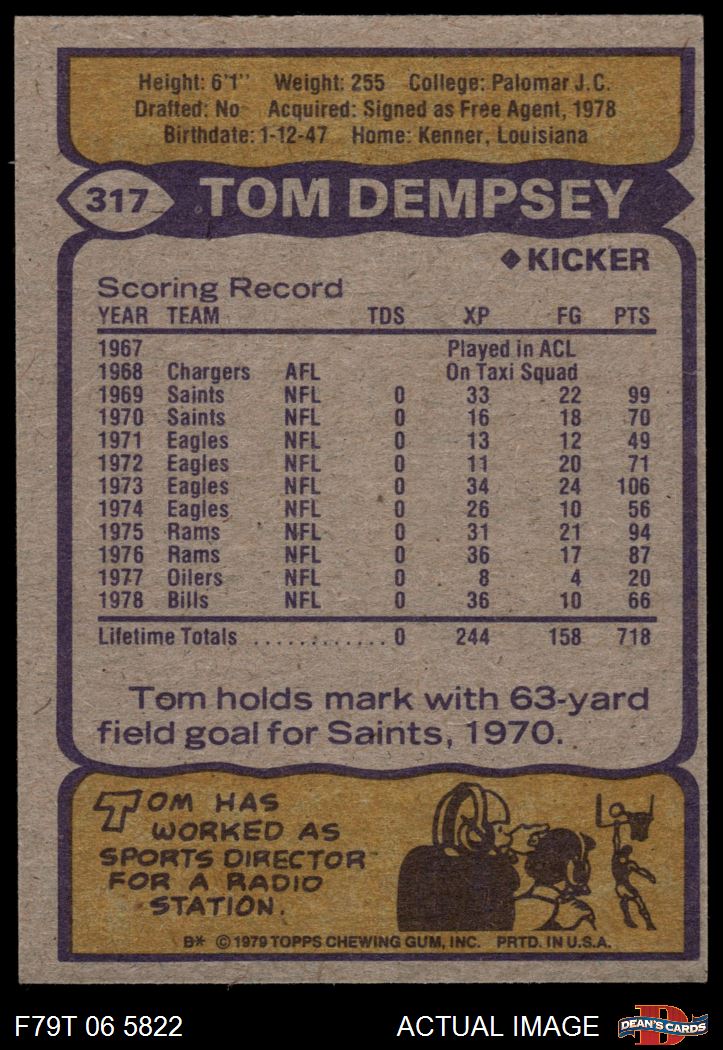 Height: 6'1" Weight: 255 College: Palomar J.C.
Drafted: No Acquired: Signed as Free Agent, 1978
Birthdate: 1-12-47 Home: Kenner, Louisiana
317 TOM DEMPSEY
KICKER
Scoring Record
YEAR TEAM TDS XP FG PTS
1967 Played in ACL
1968 Chargers AFL On Taxi Squad
1969 Saints NFL 0 33 22 99
1970 Saints NFL 0 16 18 70
1971 Eagles NFL 0 13 12 49
1972 Eagles NFL 0 11 20 71
1973 Eagles NFL 0 34 24 106
1974 Eagles NFL 0 26 10 56
1975 Rams NFL 0 31 21 94
1976 Rams NFL 0 36 17 87
1977 Oilers NFL 0 8 4 20
1978 Bills NFL 0 36 10 66
Lifetime Totals ............ 0 244 158 718
Tom holds mark with 63-yard
field goal for Saints, 1970.
TOM HAS
WORKED AS
SPORTS DIRECTOR
FOR A RADIO
STATION.
B* © 1979 TOPPS CHEWING GUM, INC. PRTD. IN U.S.A.
F79T 06 5822 ACTUAL IMAGE D DEAN'S CARDS